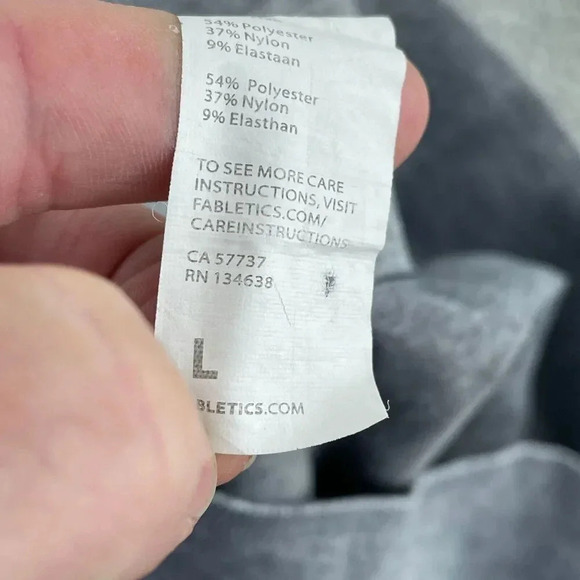 54% Polyester
37% Nylon
9% Elastaan
54% Polyester
37% Nylon
9% Elasthan
TO SEE MORE CARE
INSTRUCTIONS, VISIT
FABLETICS.COM/
CAREINSTRUCTIONS
CA 57737
RN 134638
L
BLETICS.COM